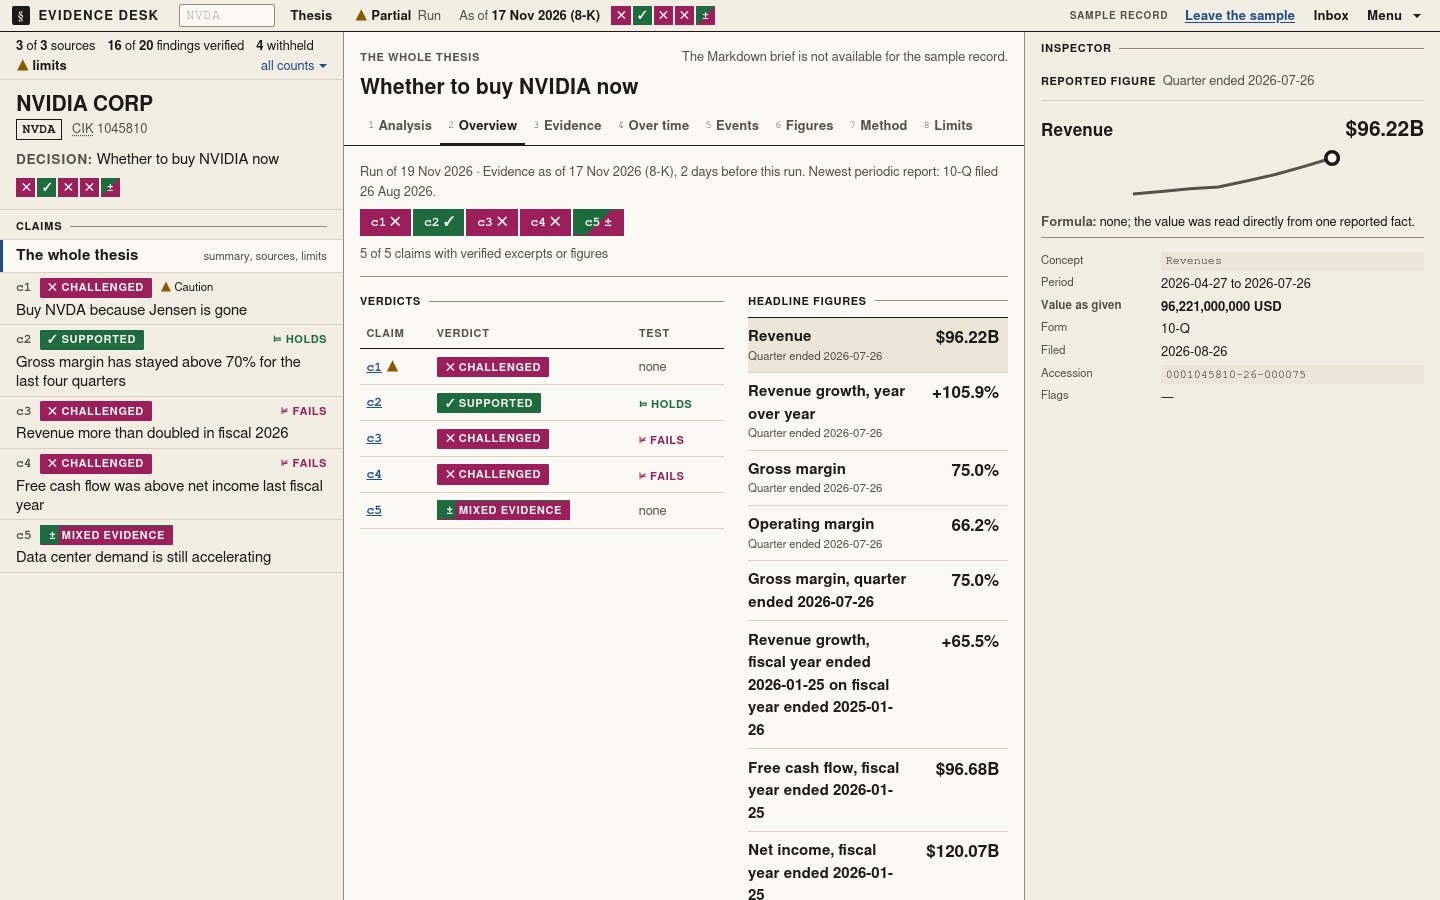 § EVIDENCE DESK NVDA Thesis Partial Run As of 17 Nov 2026 (8-K) ✕ ✓ ✕ ✕ ± SAMPLE RECORD Leave the sample Inbox Menu
3 of 3 sources 16 of 20 findings verified 4 withheld
limits all counts
NVIDIA CORP
NVDA CIK 1045810
DECISION: Whether to buy NVIDIA now
✕ ✓ ✕ ✕ ±
CLAIMS
The whole thesis summary, sources, limits
c1 ✕ CHALLENGED Caution
Buy NVDA because Jensen is gone
c2 ✓ SUPPORTED ⊨ HOLDS
Gross margin has stayed above 70% for the
last four quarters
c3 ✕ CHALLENGED ⊭ FAILS
Revenue more than doubled in fiscal 2026
c4 ✕ CHALLENGED ⊭ FAILS
Free cash flow was above net income last fiscal
year
c5 ± MIXED EVIDENCE
Data center demand is still accelerating
THE WHOLE THESIS The Markdown brief is not available for the sample record.
Whether to buy NVIDIA now
1 Analysis 2 Overview 3 Evidence 4 Over time 5 Events 6 Figures 7 Method 8 Limits
Run of 19 Nov 2026 · Evidence as of 17 Nov 2026 (8-K), 2 days before this run. Newest periodic report: 10-Q filed
26 Aug 2026.
c1 ✕ c2 ✓ c3 ✕ c4 ✕ c5 ±
5 of 5 claims with verified excerpts or figures
VERDICTS
CLAIM VERDICT TEST
c1 ✕ CHALLENGED none
c2 ✓ SUPPORTED ⊨ HOLDS
c3 ✕ CHALLENGED ⊭ FAILS
c4 ✕ CHALLENGED ⊭ FAILS
c5 ± MIXED EVIDENCE none
HEADLINE FIGURES
Revenue $96.22B
Quarter ended 2026-07-26
Revenue growth, year +105.9%
over year
Quarter ended 2026-07-26
Gross margin 75.0%
Quarter ended 2026-07-26
Operating margin 66.2%
Quarter ended 2026-07-26
Gross margin, quarter 75.0%
ended 2026-07-26
Revenue growth, +65.5%
fiscal year ended
2026-01-25 on fiscal
year ended 2025-01-
26
Free cash flow, fiscal $96.68B
year ended 2026-01-
25
Net income, fiscal $120.07B
year ended 2026-01-
25
INSPECTOR
REPORTED FIGURE Quarter ended 2026-07-26
Revenue $96.22B
Formula: none; the value was read directly from one reported fact.
Concept Revenues
Period 2026-04-27 to 2026-07-26
Value as given 96,221,000,000 USD
Form 10-Q
Filed 2026-08-26
Accession 0001045810-26-000075
Flags —